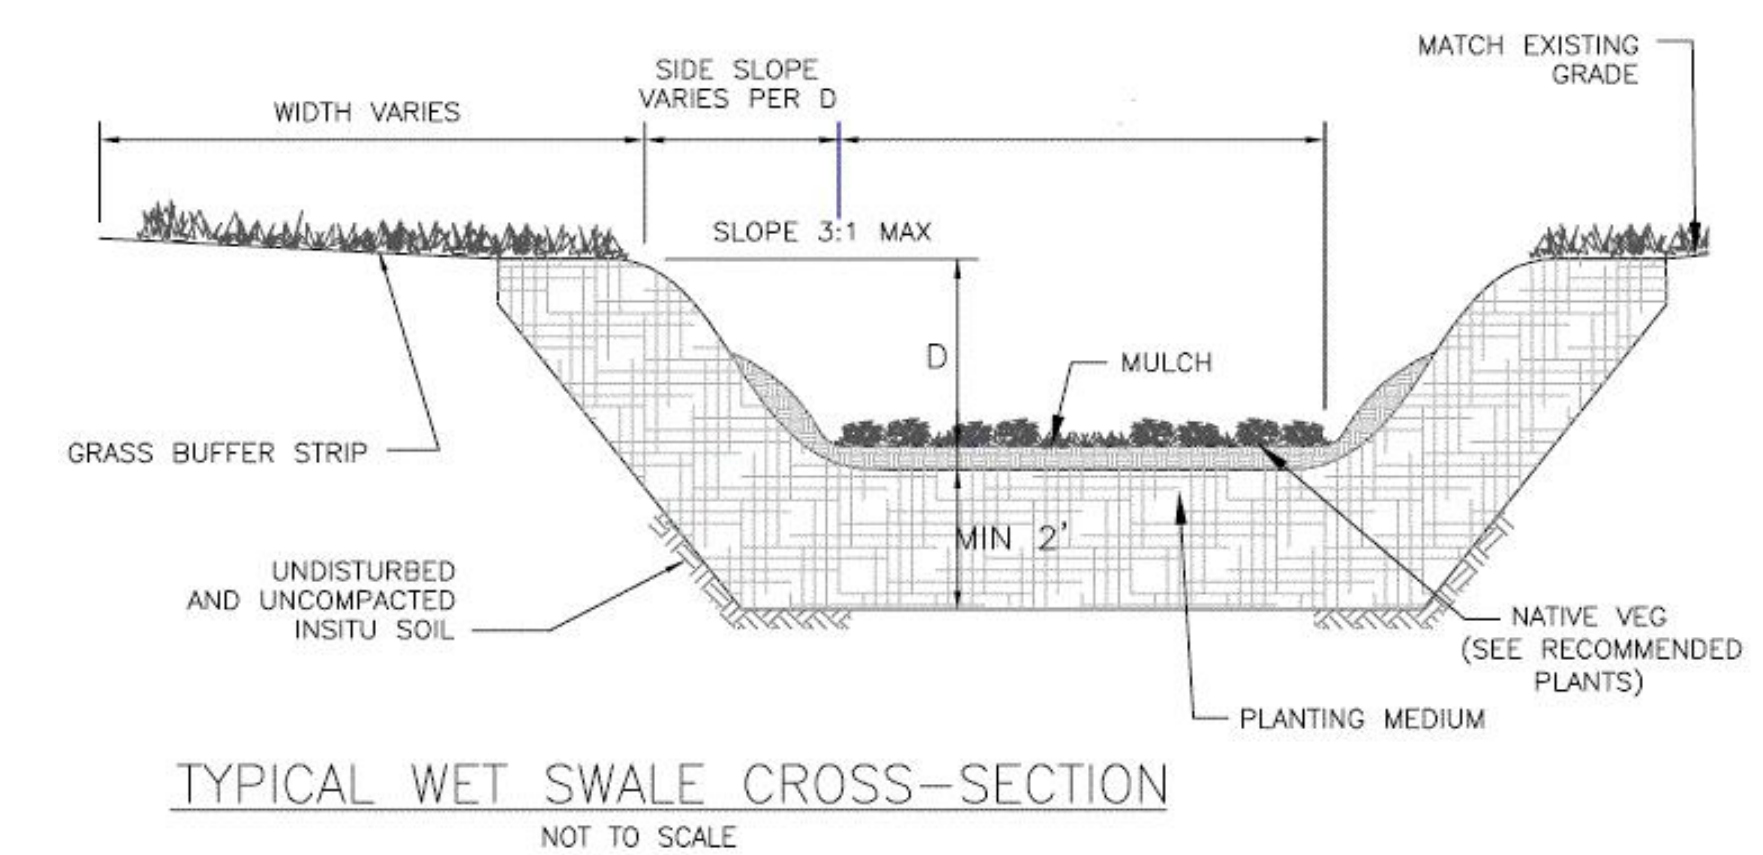 MATCH EXISTING
GRADE
SIDE SLOPE
VARIES PER D
WIDTH VARIES
SLOPE 3:1 MAX
D
MULCH
GRASS BUFFER STRIP
MIN 2'
UNDISTURBED
AND UNCOMPACTED
INSITU SOIL
NATIVE VEG
(SEE RECOMMENDED
PLANTS)
PLANTING MEDIUM
TYPICAL WET SWALE CROSS-SECTION
NOT TO SCALE